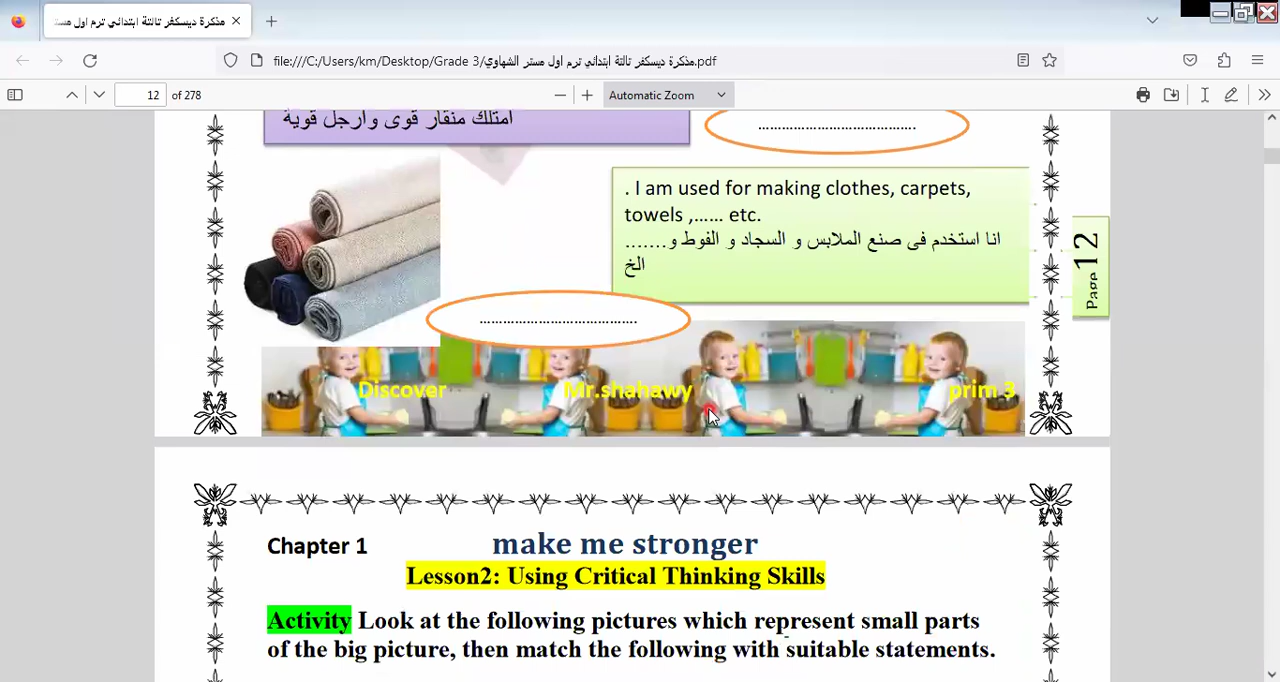 مذكرة ديسكفر تالتة ابتدائي ترم اول مستر
file:///C:/Users/km/Desktop/Grade 3/مذكرة ديسكفر تالتة ابتدائي ترم اول مستر الشهاوي.pdf
12 of 278
Automatic Zoom
امتلك منقار قوى وارجل قوية
.......................................
. I am used for making clothes, carpets,
towels ,...... etc.
انا استخدم فى صنع الملابس و السجاد و الفوط و.......
الخ
Page 12
.......................................
Discover Mr.shahawy prim 3
Chapter 1 make me stronger
Lesson2: Using Critical Thinking Skills
Activity Look at the following pictures which represent small parts
of the big picture, then match the following with suitable statements.